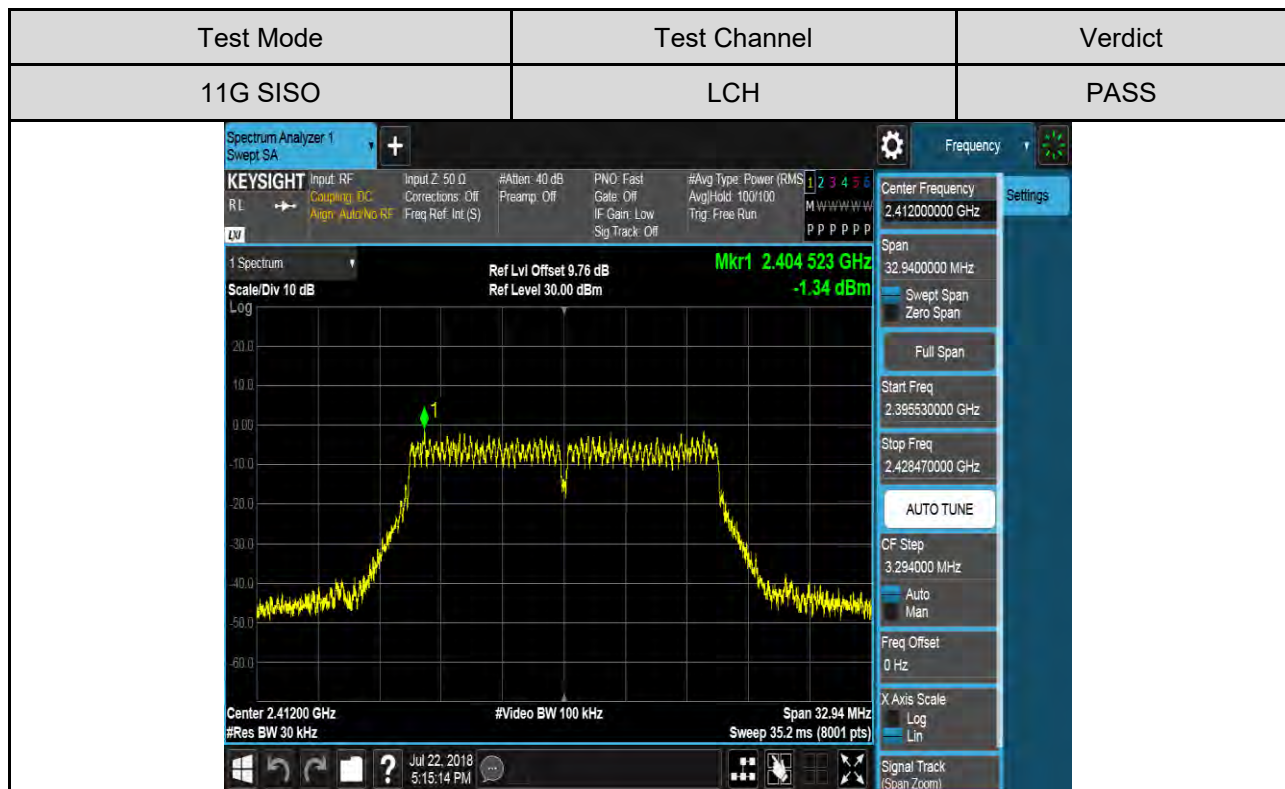 Test Mode Test Channel Verdict
11G SISO LCH PASS
Spectrum Analyzer 1
Swept SA
+
Frequency
KEYSIGHT
RL
LXI
Input: RF
Coupling: DC
Align: Auto/No RF
Input Z: 50 Ω
Corrections: Off
Freq Ref: Int (S)
#Atten: 40 dB
Preamp: Off
PNO: Fast
Gate: Off
IF Gain: Low
Sig Track: Off
#Avg Type: Power (RMS
Avg|Hold: 100/100
Trig: Free Run
1 2 3 4 5 6
M W W W W W
P P P P P P
1 Spectrum
Scale/Div 10 dB
Ref Lvl Offset 9.76 dB
Ref Level 30.00 dBm
Mkr1 2.404 523 GHz
-1.34 dBm
Log
20.0
10.0
0.00
-10.0
-20.0
-30.0
-40.0
-50.0
-60.0
1
Center 2.41200 GHz
#Res BW 30 kHz
#Video BW 100 kHz
Span 32.94 MHz
Sweep 35.2 ms (8001 pts)
Center Frequency
2.412000000 GHz
Settings
Span
32.9400000 MHz
Swept Span
Zero Span
Full Span
Start Freq
2.395530000 GHz
Stop Freq
2.428470000 GHz
AUTO TUNE
CF Step
3.294000 MHz
Auto
Man
Freq Offset
0 Hz
X Axis Scale
Log
Lin
Signal Track
(Span Zoom)
?
Jul 22, 2018
5:15:14 PM